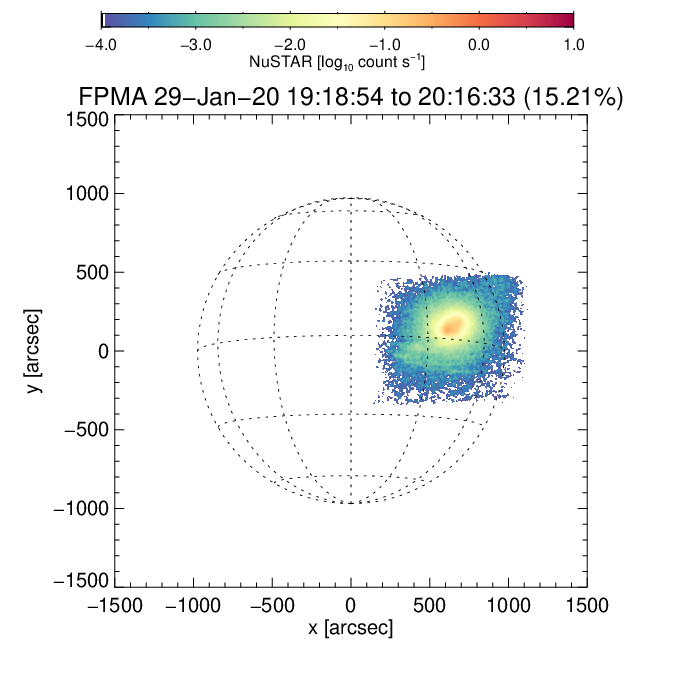 −4.0 −3.0 −2.0 −1.0 0.0 1.0
NuSTAR [log10 count s−1]
FPMA 29−Jan−20 19:18:54 to 20:16:33 (15.21%)
1500
1000
500
0
−500
−1000
−1500
y [arcsec]
−1500 −1000 −500 0 500 1000 1500
x [arcsec]